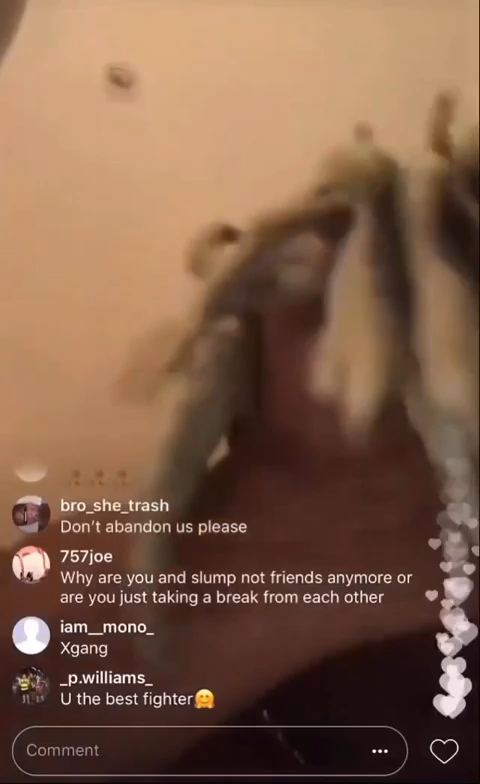 bro_she_trash
Don't abandon us please
757joe
Why are you and slump not friends anymore or
are you just taking a break from each other
iam__mono_
Xgang
_p.williams_
U the best fighter🤗
Comment